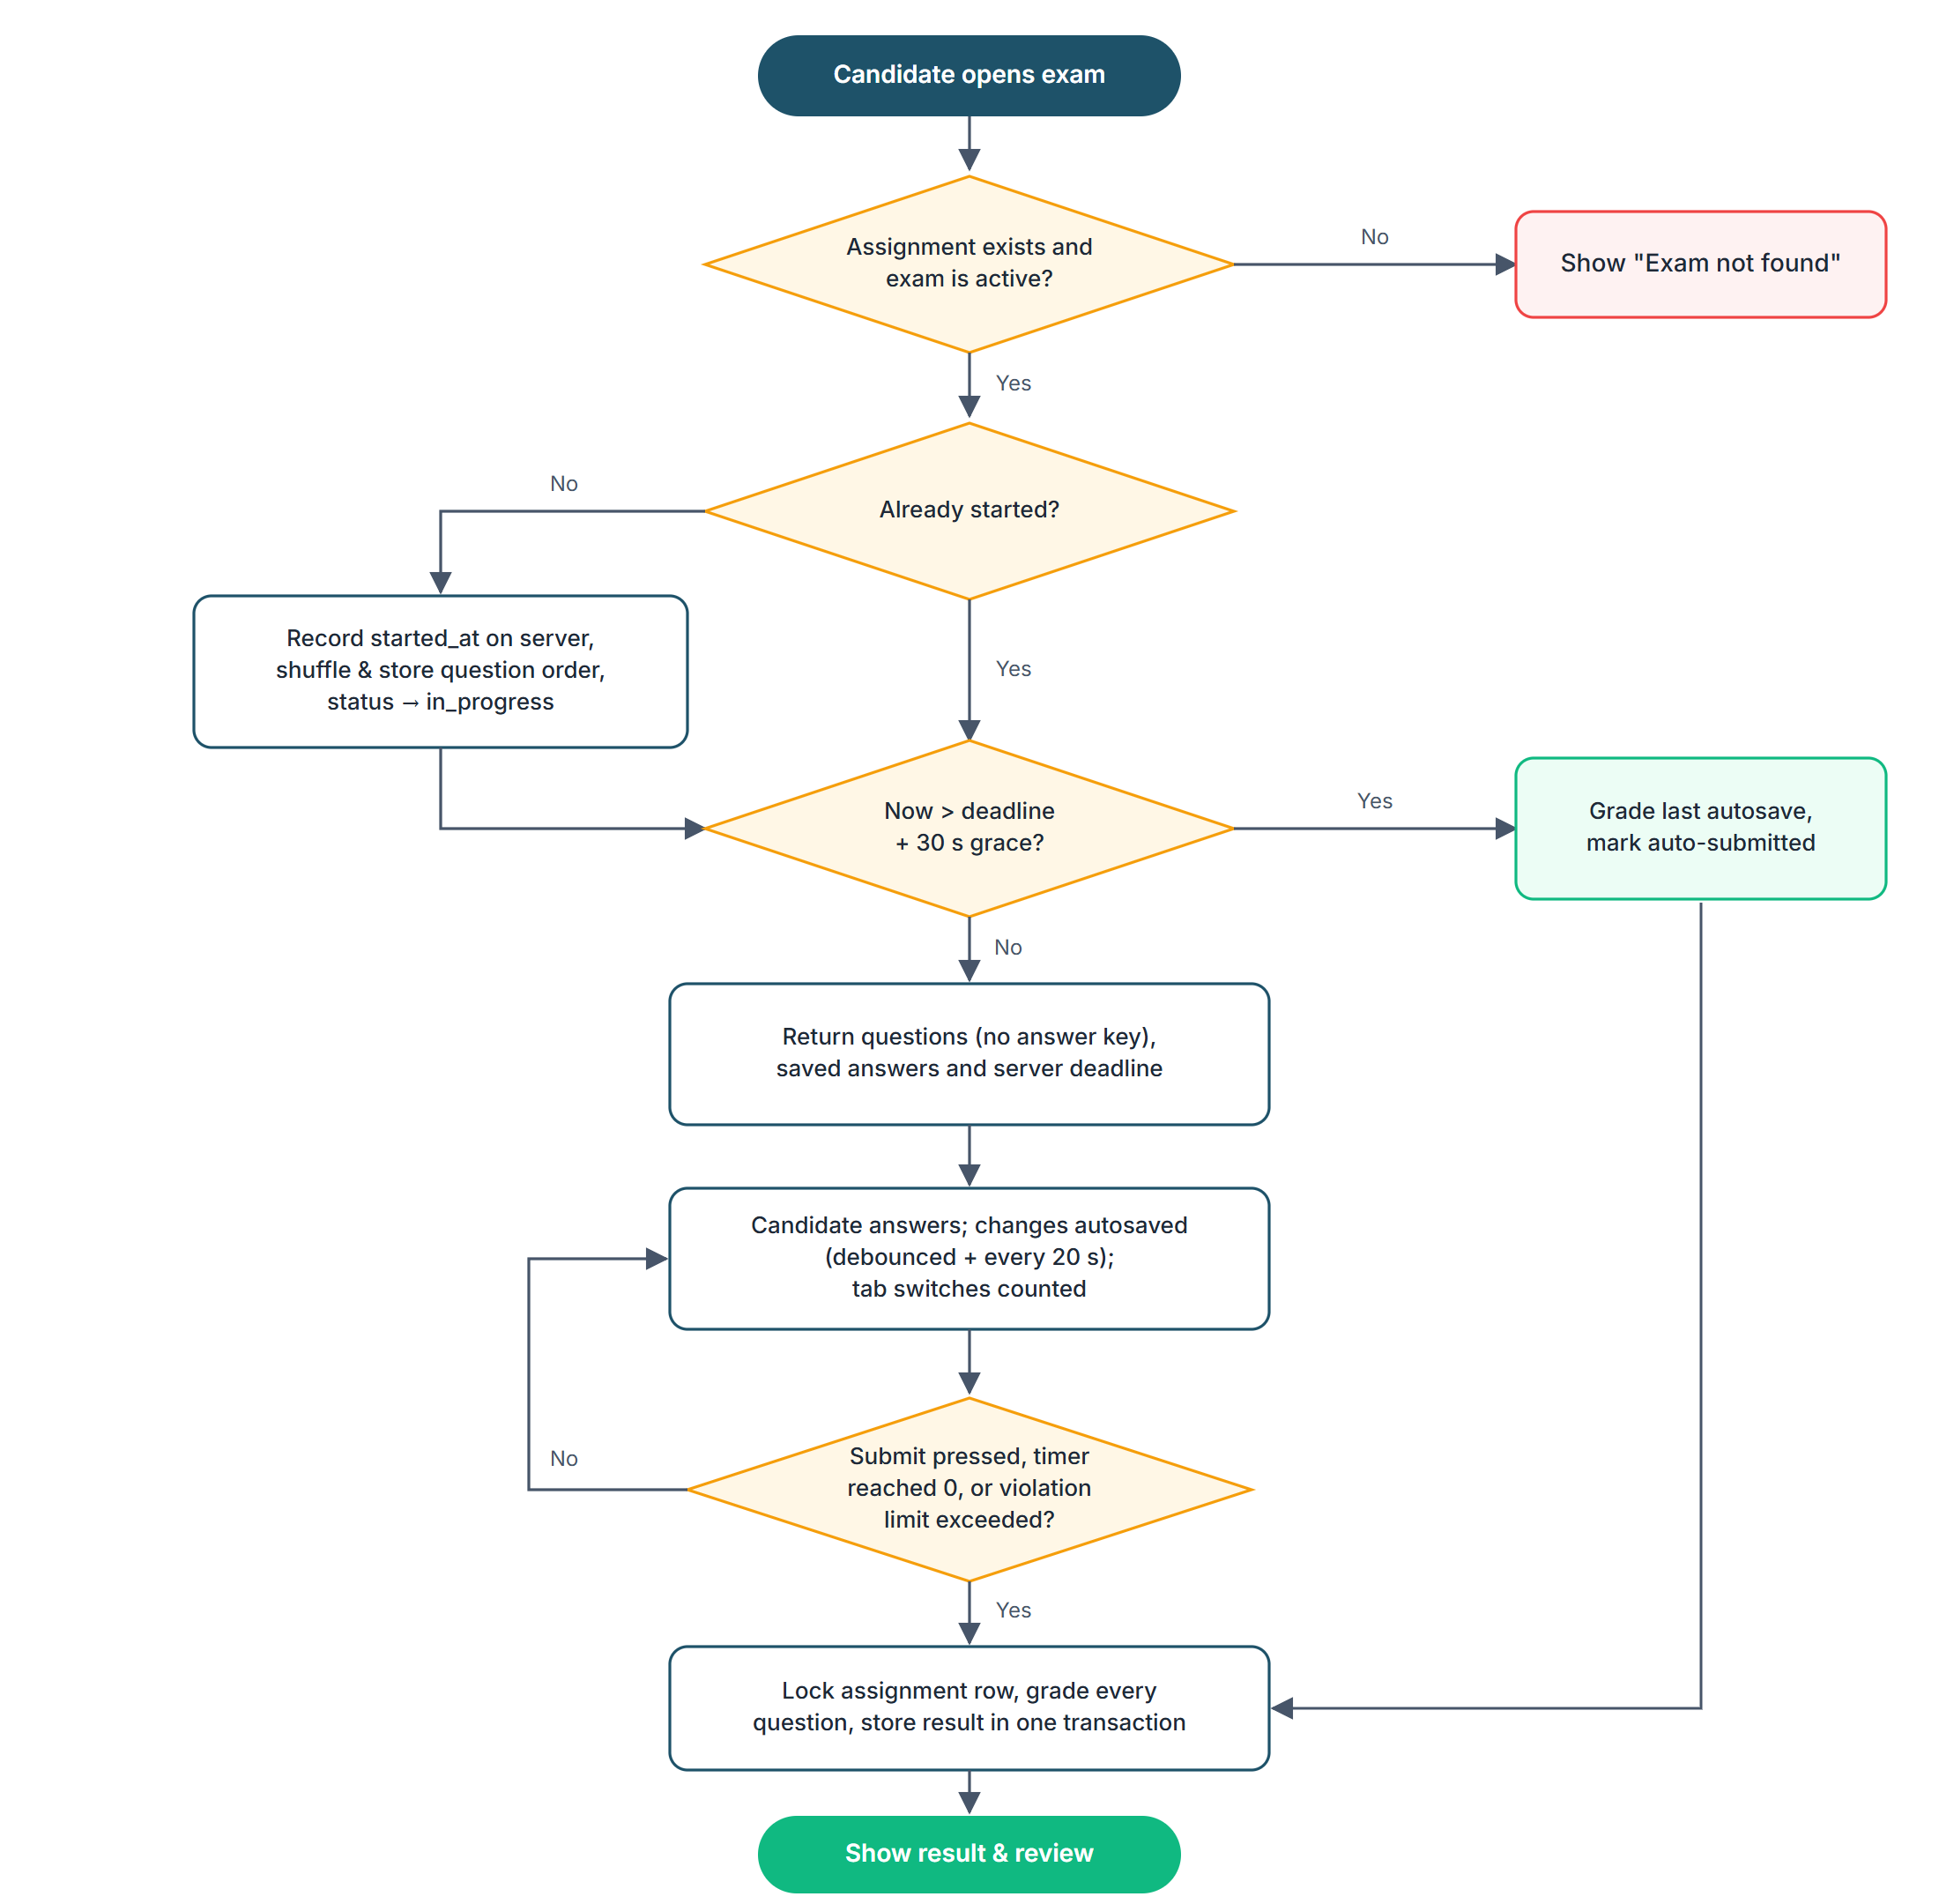 Candidate opens exam
Assignment exists and
exam is active?
No
Show "Exam not found"
Yes
Already started?
No
Record started_at on server,
shuffle & store question order,
status → in_progress
Yes
Now > deadline
+ 30 s grace?
Yes
Grade last autosave,
mark auto-submitted
No
Return questions (no answer key),
saved answers and server deadline
Candidate answers; changes autosaved
(debounced + every 20 s);
tab switches counted
Submit pressed, timer
reached 0, or violation
limit exceeded?
No
Yes
Lock assignment row, grade every
question, store result in one transaction
Show result & review